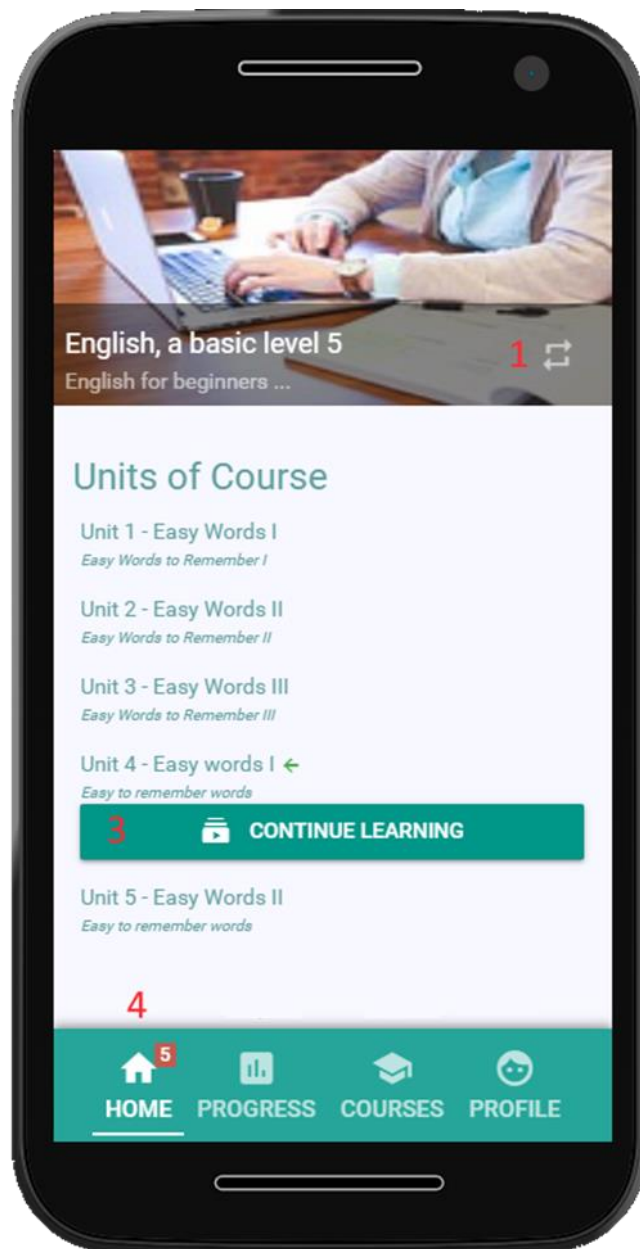 English, a basic level 5
1
English for beginners ...
Units of Course
Unit 1 - Easy Words I
Easy Words to Remember I
Unit 2 - Easy Words II
Easy Words to Remember II
Unit 3 - Easy Words III
Easy Words to Remember III
Unit 4 - Easy words I
Easy to remember words
3 CONTINUE LEARNING
Unit 5 - Easy Words II
Easy to remember words
4
5
HOME PROGRESS COURSES PROFILE